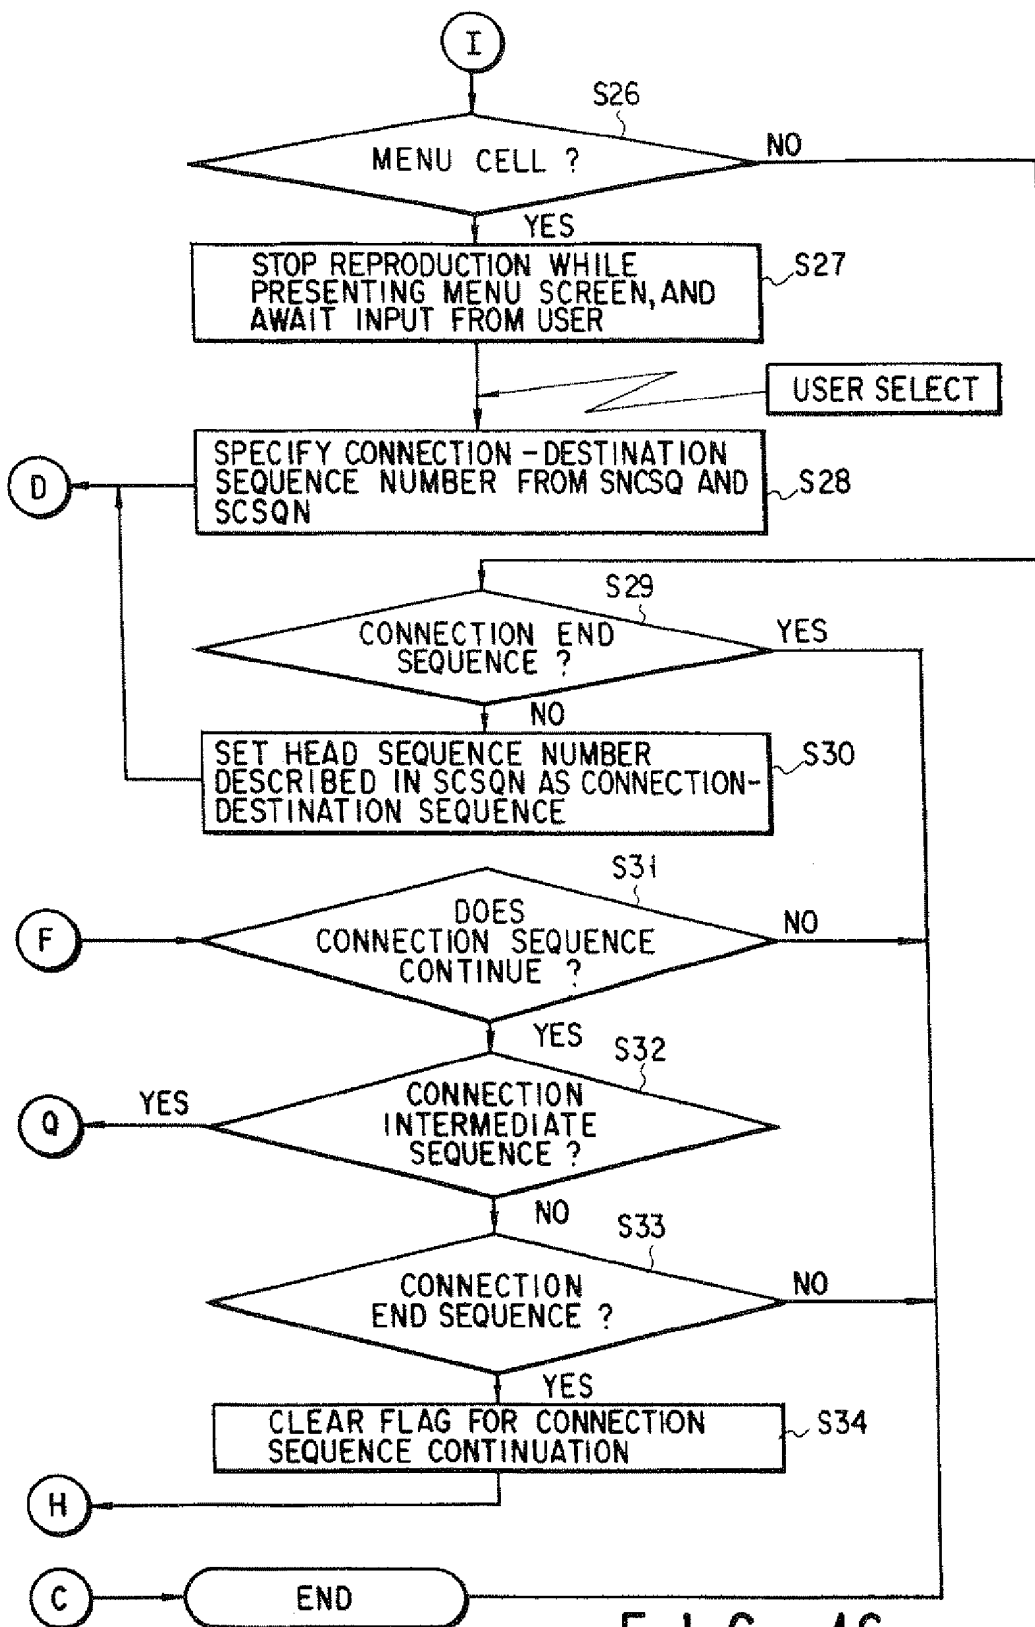 I
S26
MENU CELL ?
NO
YES
STOP REPRODUCTION WHILE
PRESENTING MENU SCREEN, AND
AWAIT INPUT FROM USER
S27
USER SELECT
SPECIFY CONNECTION-DESTINATION
SEQUENCE NUMBER FROM SNCSQ AND
SCSQN
S28
D
S29
CONNECTION END
SEQUENCE ?
YES
NO
SET HEAD SEQUENCE NUMBER
DESCRIBED IN SCSQN AS CONNECTION-
DESTINATION SEQUENCE
S30
S31
F
DOES
CONNECTION SEQUENCE
CONTINUE ?
NO
YES
S32
Q
YES
CONNECTION
INTERMEDIATE
SEQUENCE ?
NO
S33
CONNECTION
END SEQUENCE ?
NO
YES
CLEAR FLAG FOR CONNECTION
SEQUENCE CONTINUATION
S34
H
C
END